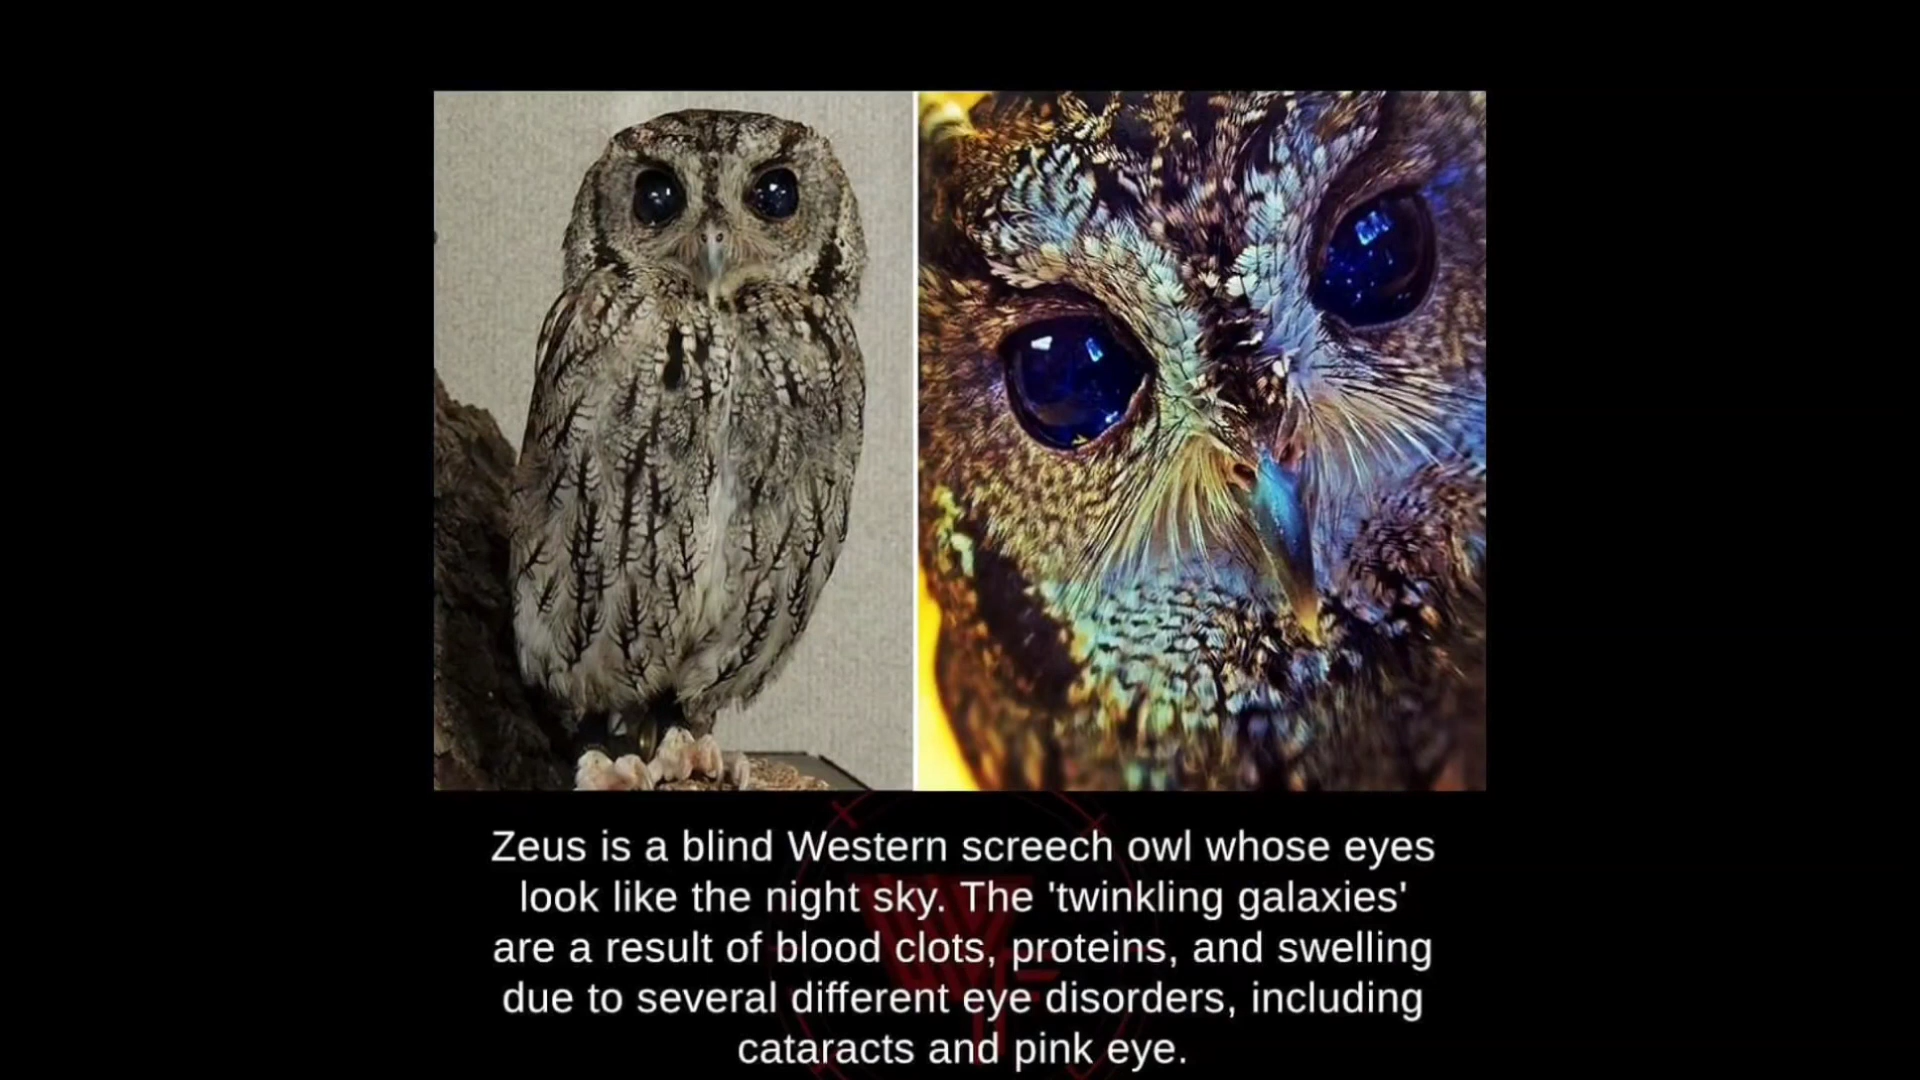 Zeus is a blind Western screech owl whose eyes
look like the night sky. The 'twinkling galaxies'
are a result of blood clots, proteins, and swelling
due to several different eye disorders, including
cataracts and pink eye.